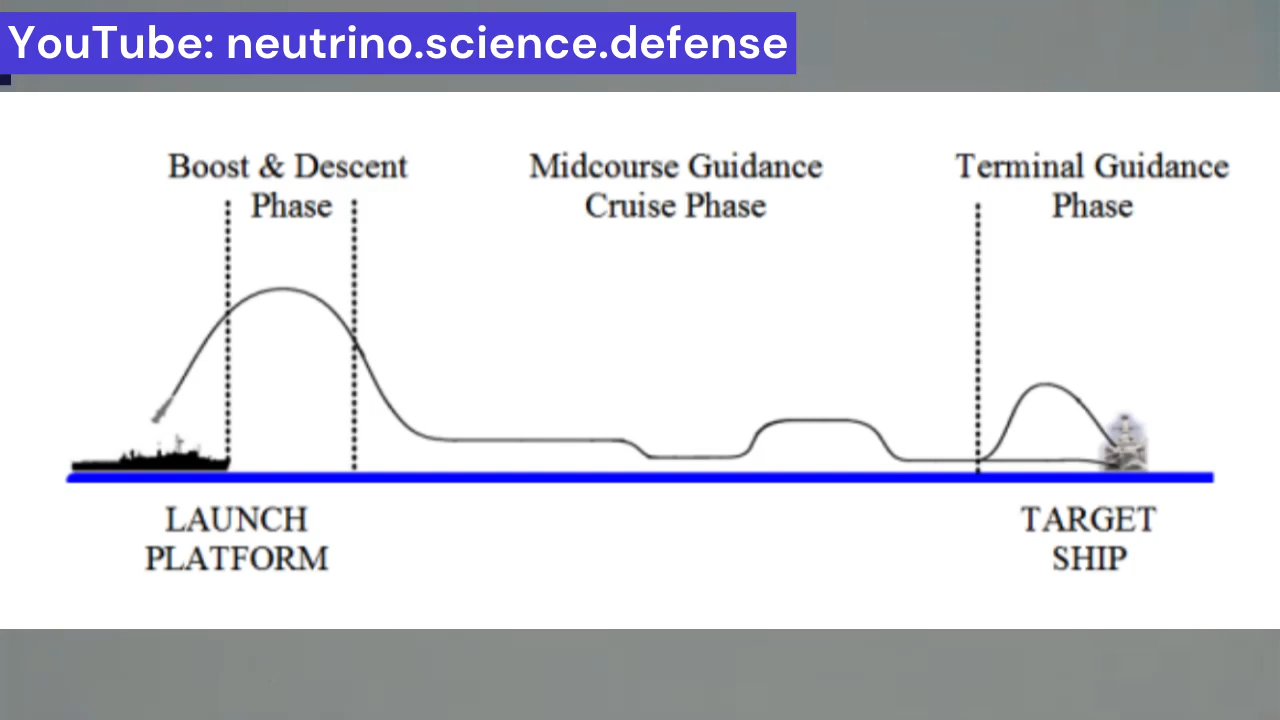 YouTube: neutrino.science.defense
Boost & Descent
Phase
Midcourse Guidance
Cruise Phase
Terminal Guidance
Phase
LAUNCH
PLATFORM
TARGET
SHIP